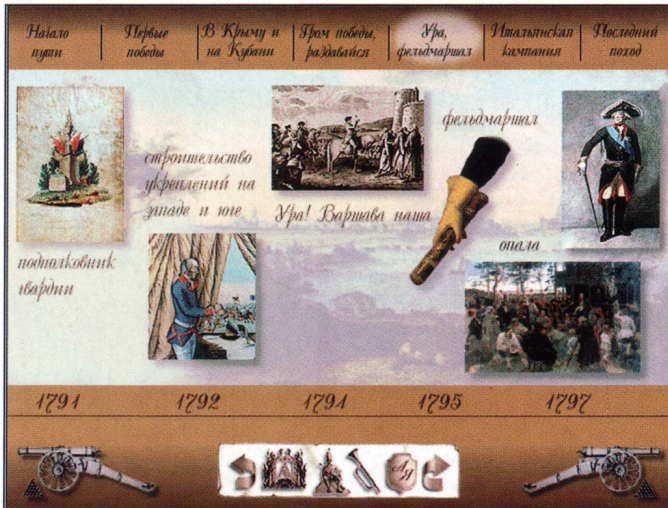 Начало
пути
Первые
победы
В Крыму и
на Кубани
Гром победы,
раздавайся
Ура,
фельдмаршал
Итальянская
кампания
Последний
поход
подполковник
гвардии
строительство
укреплений на
западе и юге
Ура! Варшава наша
фельдмаршал
опала
1791
1792
1794
1795
1797